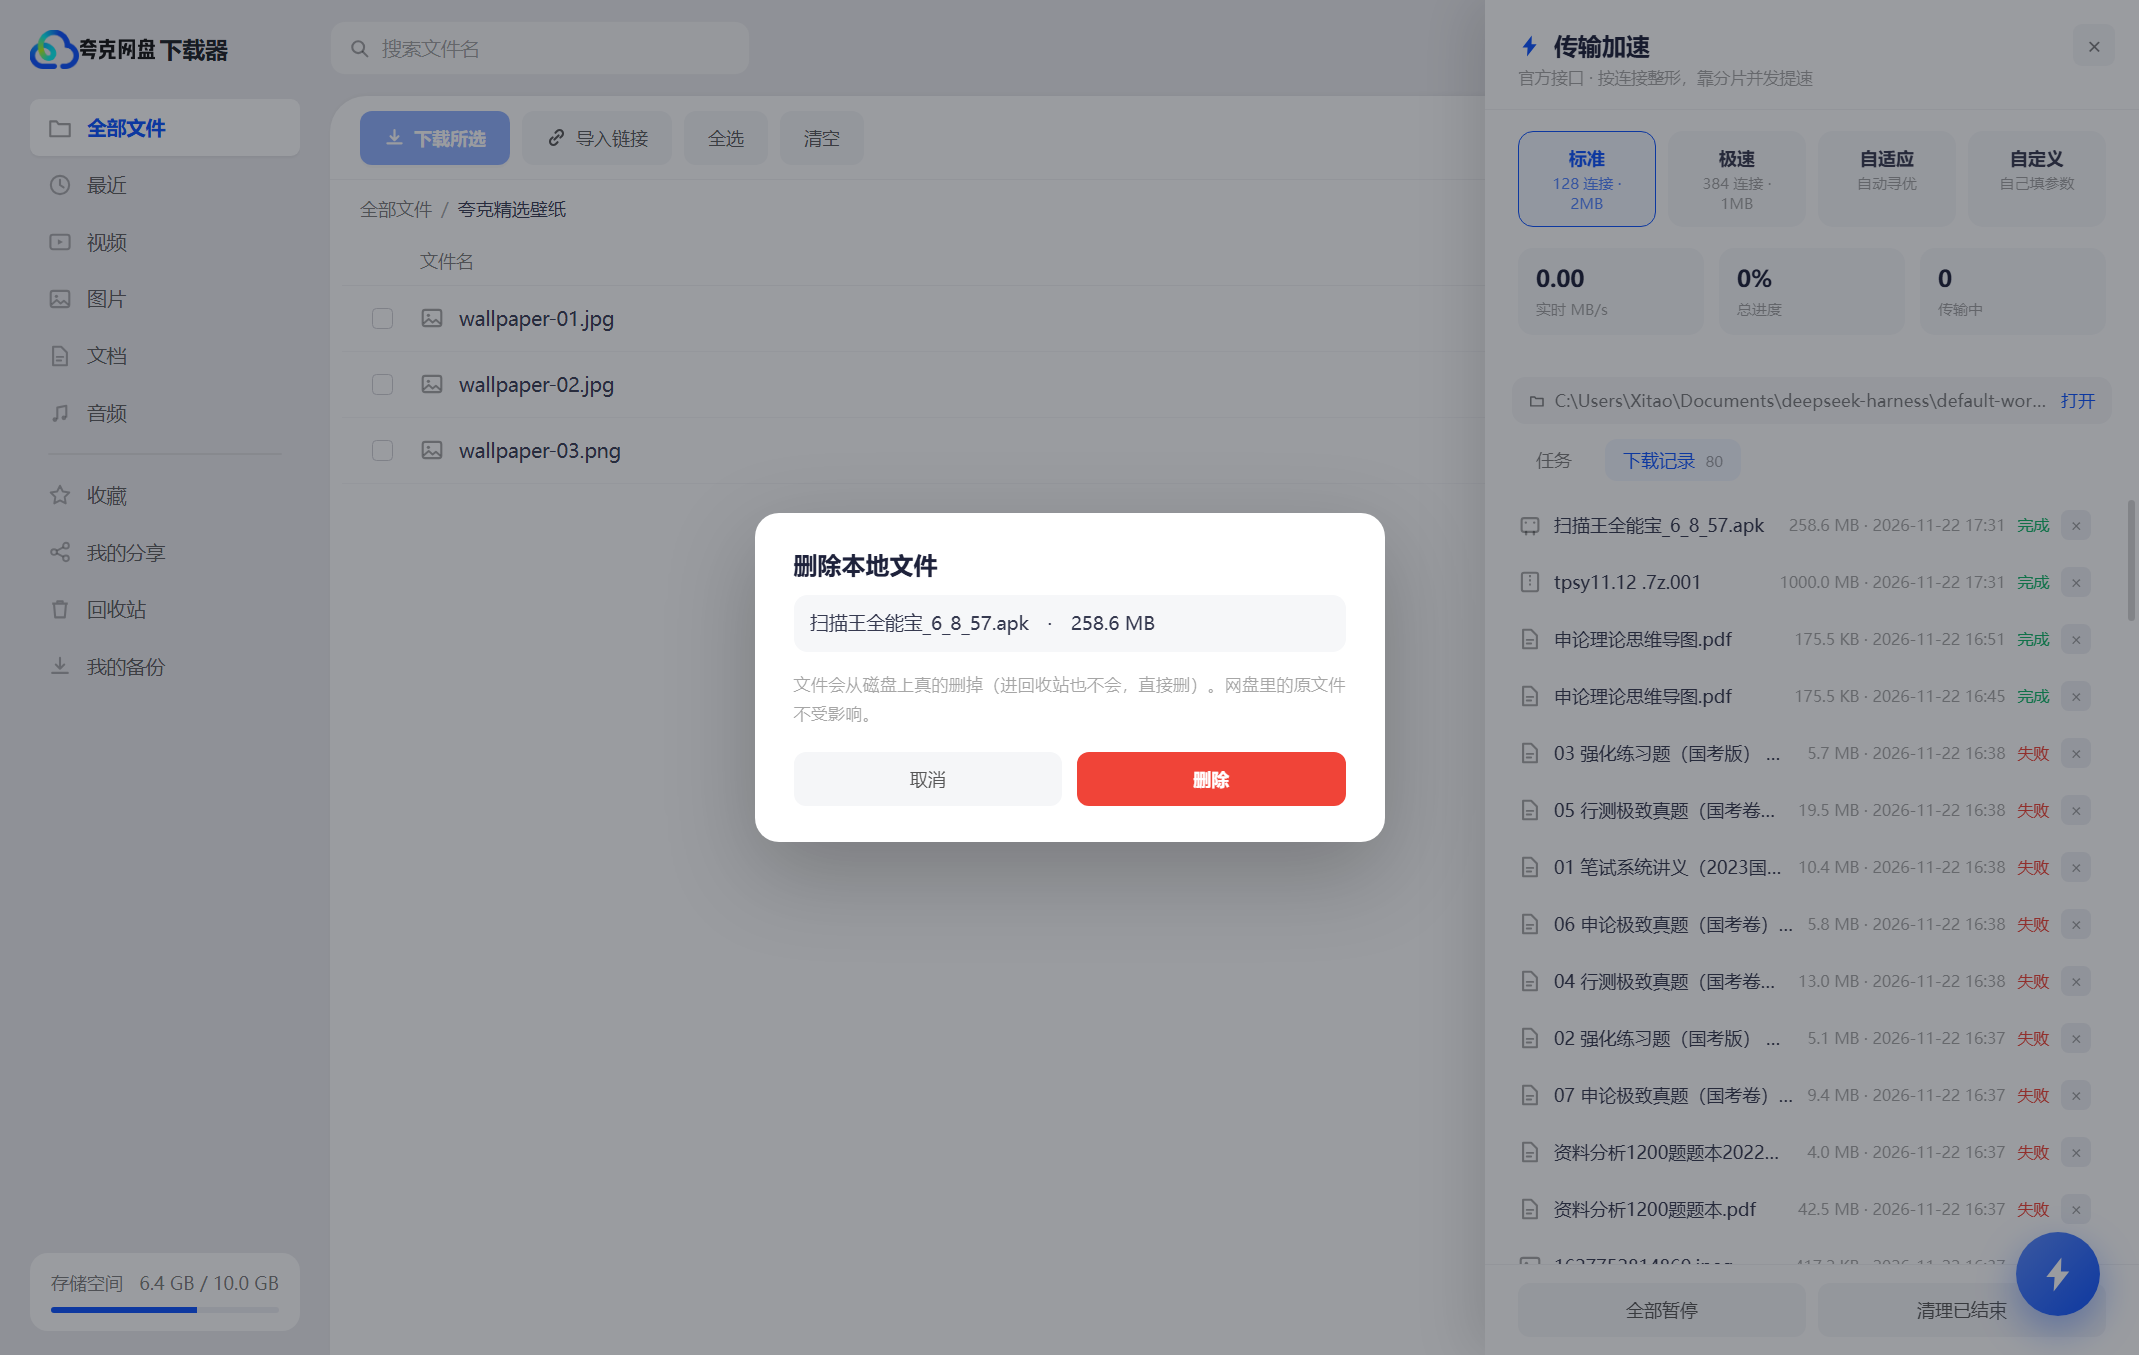 夸克网盘下载器
搜索文件名
全部文件
最近
视频
图片
文档
音频
收藏
我的分享
回收站
我的备份
存储空间 6.4 GB / 10.0 GB
下载所选
导入链接
全选
清空
全部文件 / 夸克精选壁纸
文件名
wallpaper-01.jpg
wallpaper-02.jpg
wallpaper-03.png
删除本地文件
扫描王全能宝_6_8_57.apk · 258.6 MB
文件会从磁盘上真的删掉（进回收站也不会，直接删）。网盘里的原文件
不受影响。
取消
删除
传输加速
官方接口 · 按连接整形，靠分片并发提速
标准
128 连接 ·
2MB
极速
384 连接 ·
1MB
自适应
自动寻优
自定义
自己填参数
0.00
实时 MB/s
0%
总进度
0
传输中
C:\Users\Xitao\Documents\deepseek-harness\default-wor... 打开
任务
下载记录 80
扫描王全能宝_6_8_57.apk 258.6 MB · 2026-11-22 17:31 完成
tpsy11.12 .7z.001 1000.0 MB · 2026-11-22 17:31 完成
申论理论思维导图.pdf 175.5 KB · 2026-11-22 16:51 完成
申论理论思维导图.pdf 175.5 KB · 2026-11-22 16:45 完成
03 强化练习题（国考版） ... 5.7 MB · 2026-11-22 16:38 失败
05 行测极致真题（国考卷... 19.5 MB · 2026-11-22 16:38 失败
01 笔试系统讲义（2023国... 10.4 MB · 2026-11-22 16:38 失败
06 申论极致真题（国考卷）... 5.8 MB · 2026-11-22 16:38 失败
04 行测极致真题（国考卷... 13.0 MB · 2026-11-22 16:38 失败
02 强化练习题（国考版） ... 5.1 MB · 2026-11-22 16:37 失败
07 申论极致真题（国考卷）... 9.4 MB · 2026-11-22 16:37 失败
资料分析1200题题本2022... 4.0 MB · 2026-11-22 16:37 失败
资料分析1200题题本.pdf 42.5 MB · 2026-11-22 16:37 失败
全部暂停
清理已结束